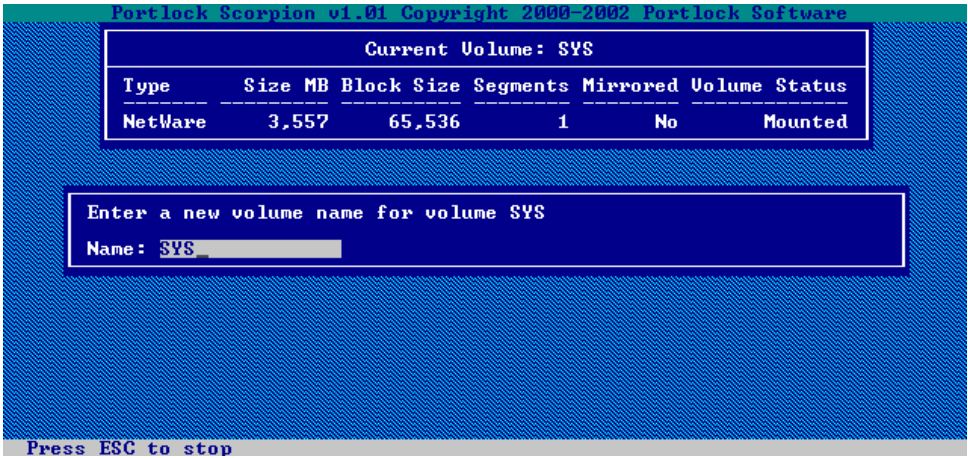 Portlock Scorpion v1.01 Copyright 2000-2002 Portlock Software
Current Volume: SYS
Type Size MB Block Size Segments Mirrored Volume Status
NetWare 3,557 65,536 1 No Mounted
Enter a new volume name for volume SYS
Name: SYS_
Press ESC to stop